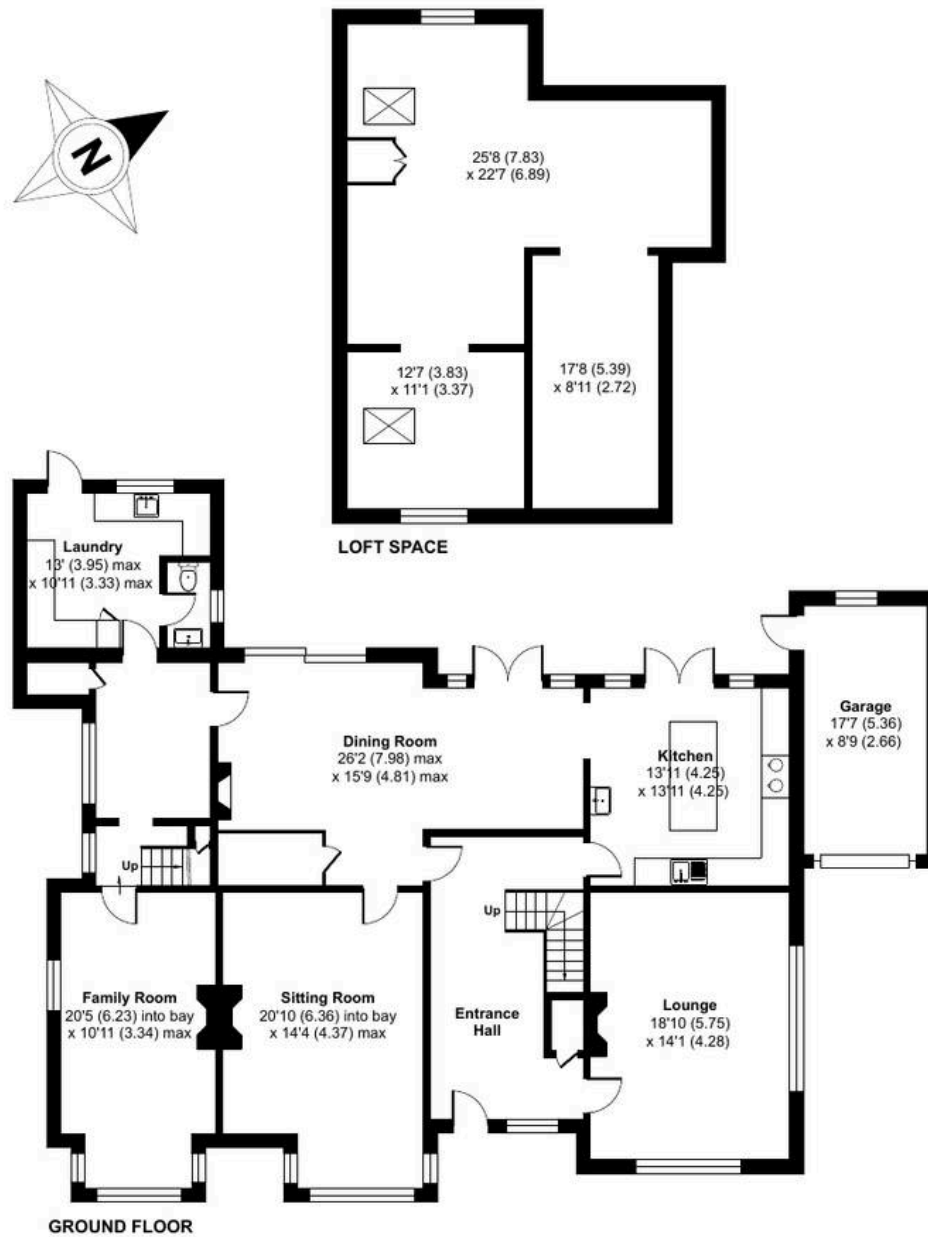 N
25'8 (7.83)
x 22'7 (6.89)
12'7 (3.83)
x 11'1 (3.37)
17'8 (5.39)
x 8'11 (2.72)
LOFT SPACE
Laundry
13' (3.95) max
x 10'11 (3.33) max
Dining Room
26'2 (7.98) max
x 15'9 (4.81) max
Kitchen
13'11 (4.25)
x 13'11 (4.25)
Garage
17'7 (5.36)
x 8'9 (2.66)
Up
Up
Family Room
20'5 (6.23) into bay
x 10'11 (3.34) max
Sitting Room
20'10 (6.36) into bay
x 14'4 (4.37) max
Entrance
Hall
Lounge
18'10 (5.75)
x 14'1 (4.28)
GROUND FLOOR